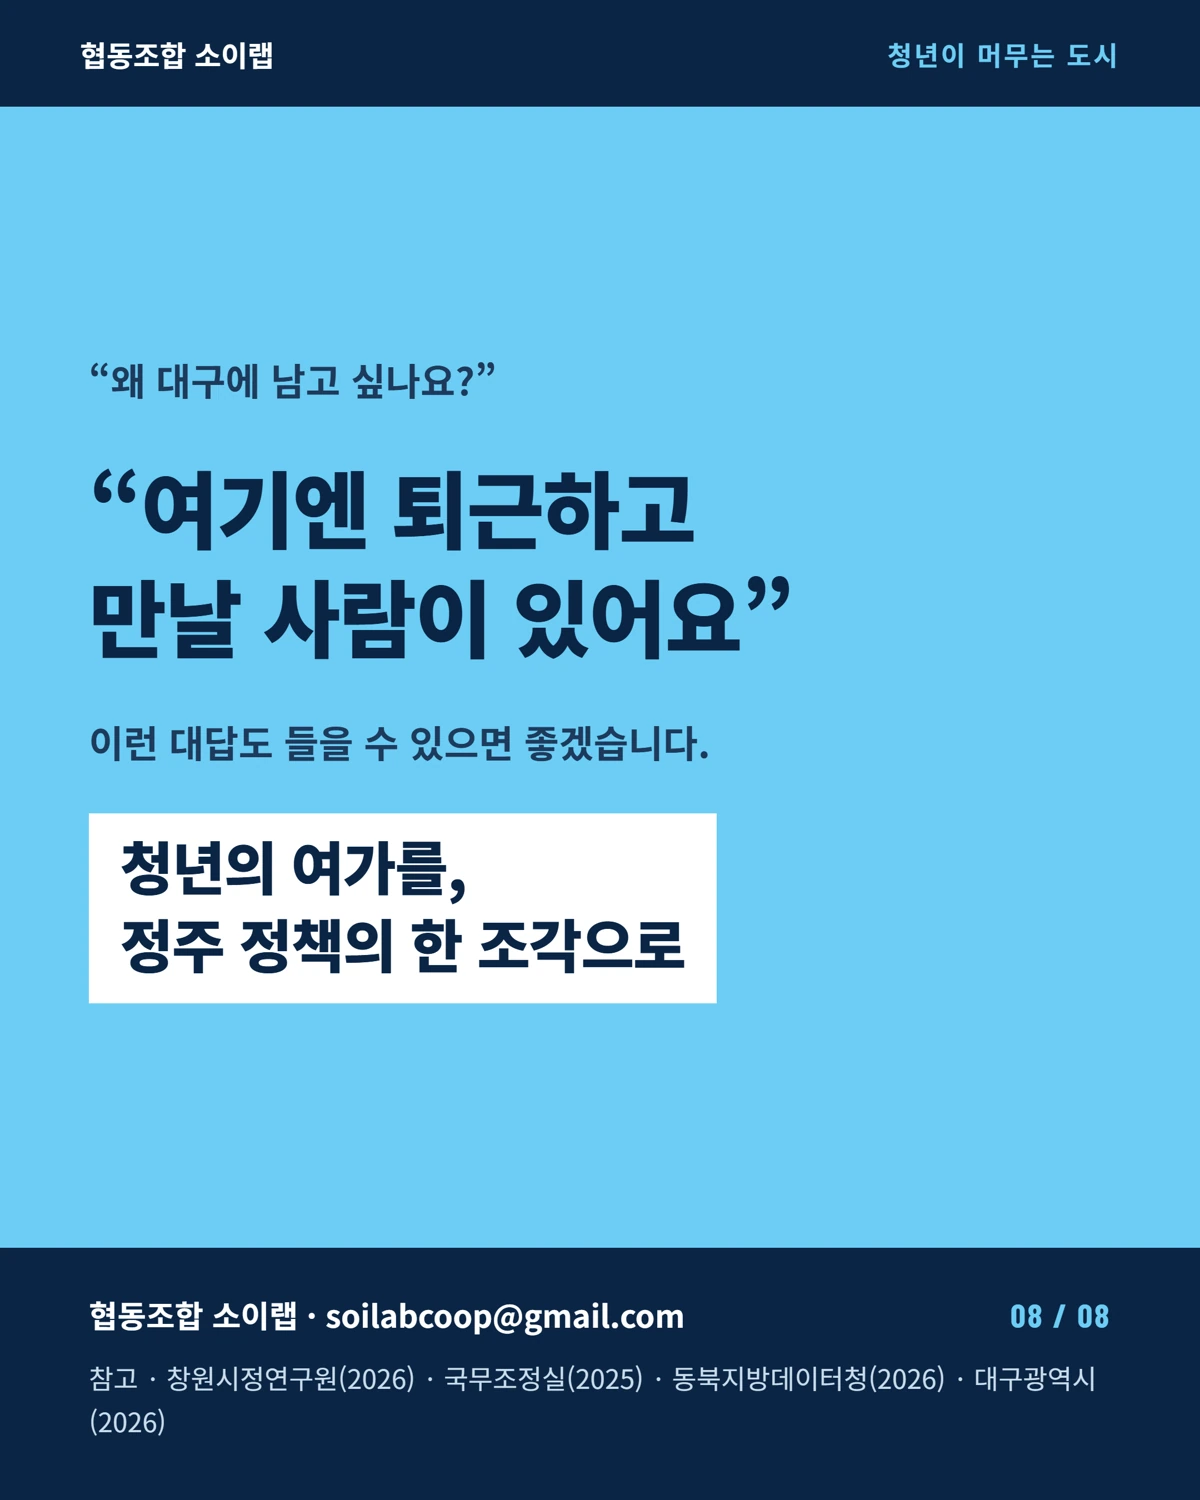 협동조합 소이랩
청년이 머무는 도시
“왜 대구에 남고 싶나요?”
“여기엔 퇴근하고
만날 사람이 있어요”
이런 대답도 들을 수 있으면 좋겠습니다.
청년의 여가를,
정주 정책의 한 조각으로
협동조합 소이랩 · soilabcoop@gmail.com
08 / 08
참고 · 창원시정연구원(2026) · 국무조정실(2025) · 동북지방데이터청(2026) · 대구광역시
(2026)